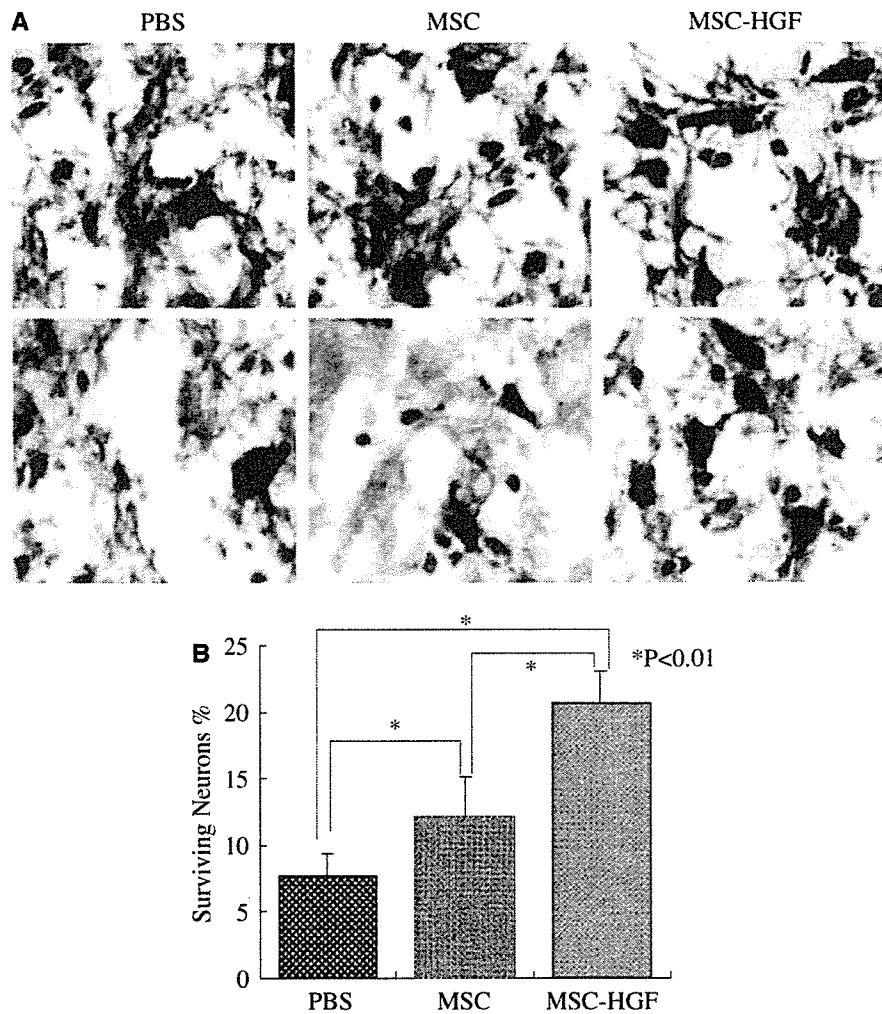 A
PBS MSC MSC-HGF
B
*P<0.01
* * *
Surviving Neurons %
25
20
15
10
5
0
PBS MSC MSC-HGF